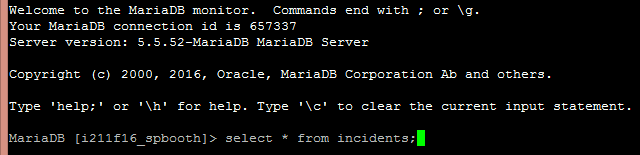 Welcome to the MariaDB monitor.  Commands end with ; or \g.
Your MariaDB connection id is 657337
Server version: 5.5.52-MariaDB MariaDB Server
Copyright (c) 2000, 2016, Oracle, MariaDB Corporation Ab and others.
Type 'help;' or '\h' for help. Type '\c' to clear the current input statement.
MariaDB [i211f16_spbooth]> select * from incidents;